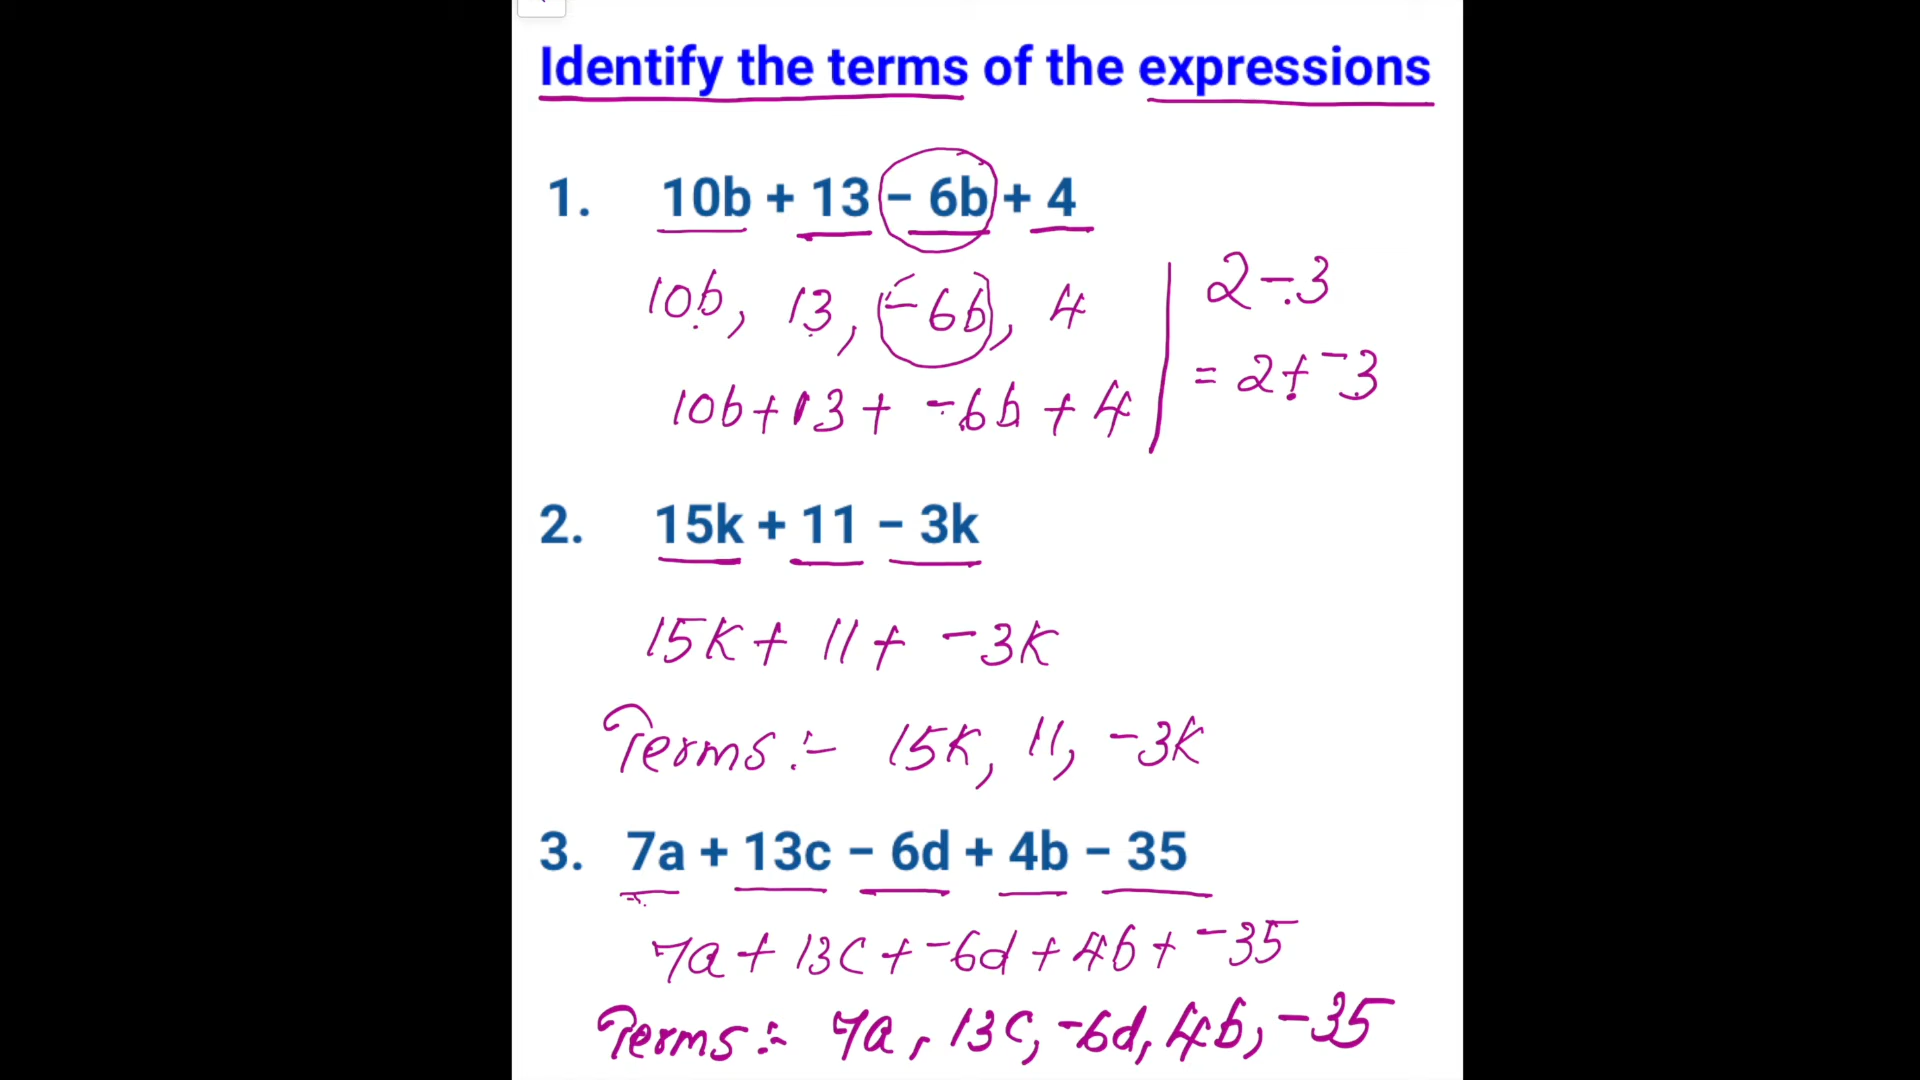 Identify the terms of the expressions
1. 10b + 13 − 6b + 4
10b, 13, (-6b), 4
2-3
= 2+ -3
10b+13+ -6b + 4
2. 15k + 11 − 3k
15k + 11 + -3k
Terms :- 15k, 11, -3k
3. 7a + 13c − 6d + 4b − 35
7a + 13c + -6d + 4b + -35
Terms :- 7a, 13c, -6d, 4b, -35